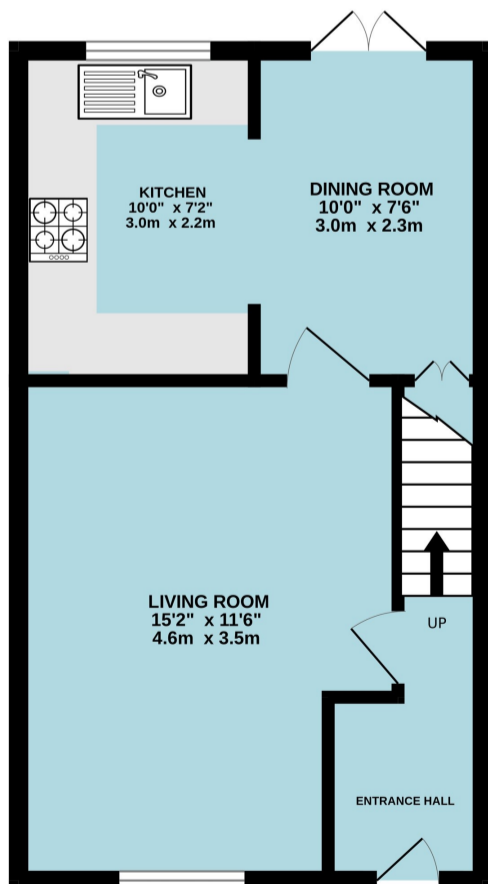 KITCHEN
10'0" x 7'2"
3.0m x 2.2m
DINING ROOM
10'0" x 7'6"
3.0m x 2.3m
LIVING ROOM
15'2" x 11'6"
4.6m x 3.5m
UP
ENTRANCE HALL